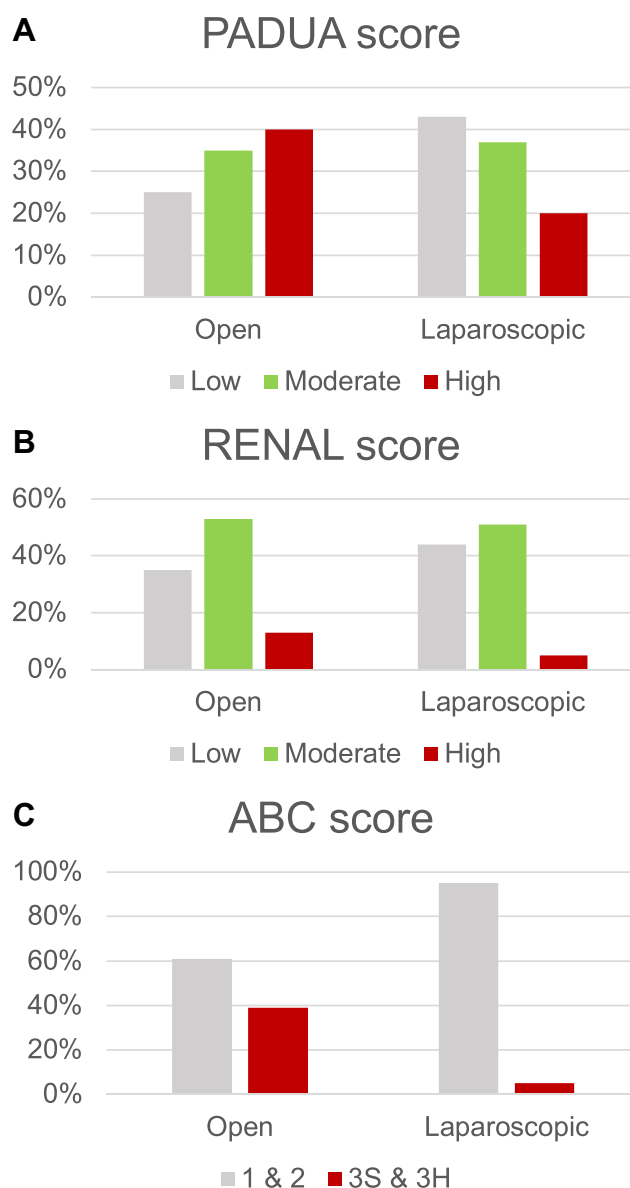 A PADUA score
50%
40%
30%
20%
10%
0%
Open Laparoscopic
Low Moderate High
B RENAL score
60%
40%
20%
0%
Open Laparoscopic
Low Moderate High
C ABC score
100%
80%
60%
40%
20%
0%
Open Laparoscopic
1 & 2 3S & 3H